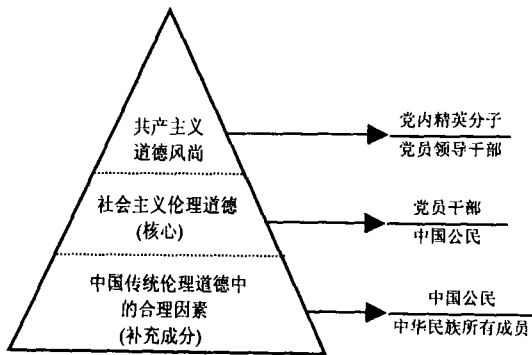 共产主义
道德风尚
党内精英分子
党员领导干部
社会主义伦理道德
(核心)
党员干部
中国公民
中国传统伦理道德中
的合理因素
(补充成分)
中国公民
中华民族所有成员